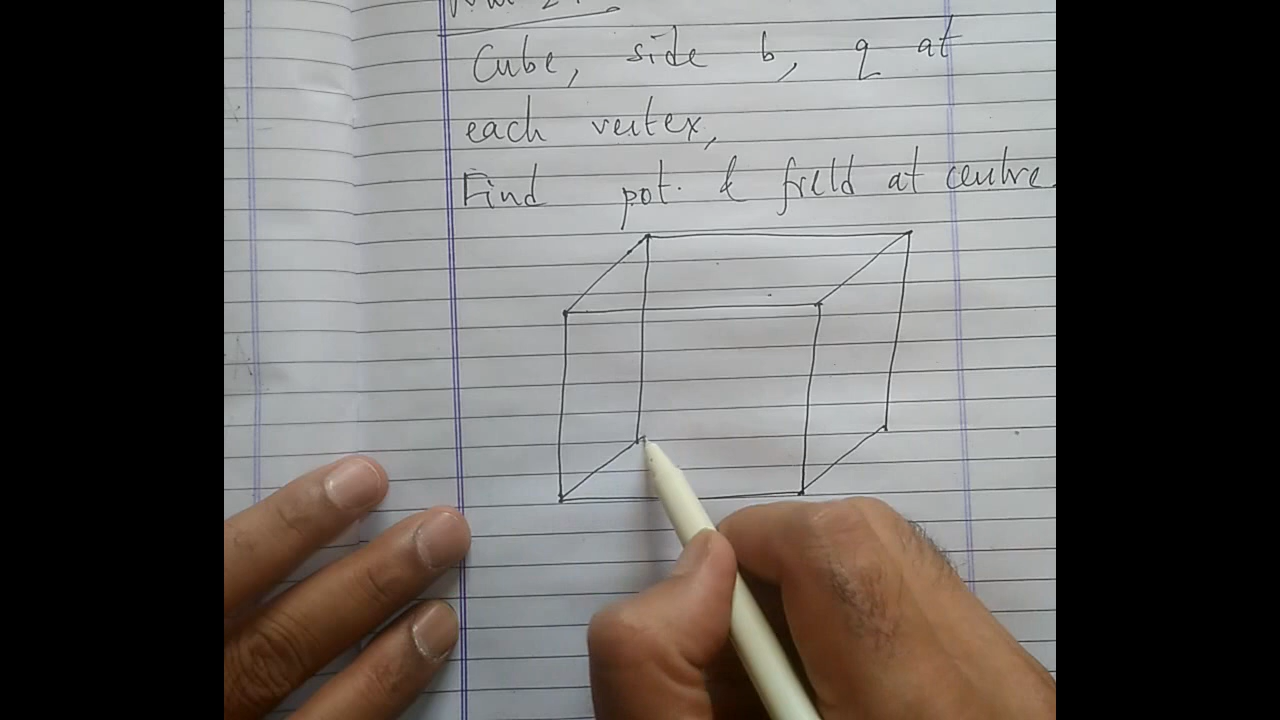 Cube, side b, q at
each vertex,
Find pot. & field at centre.